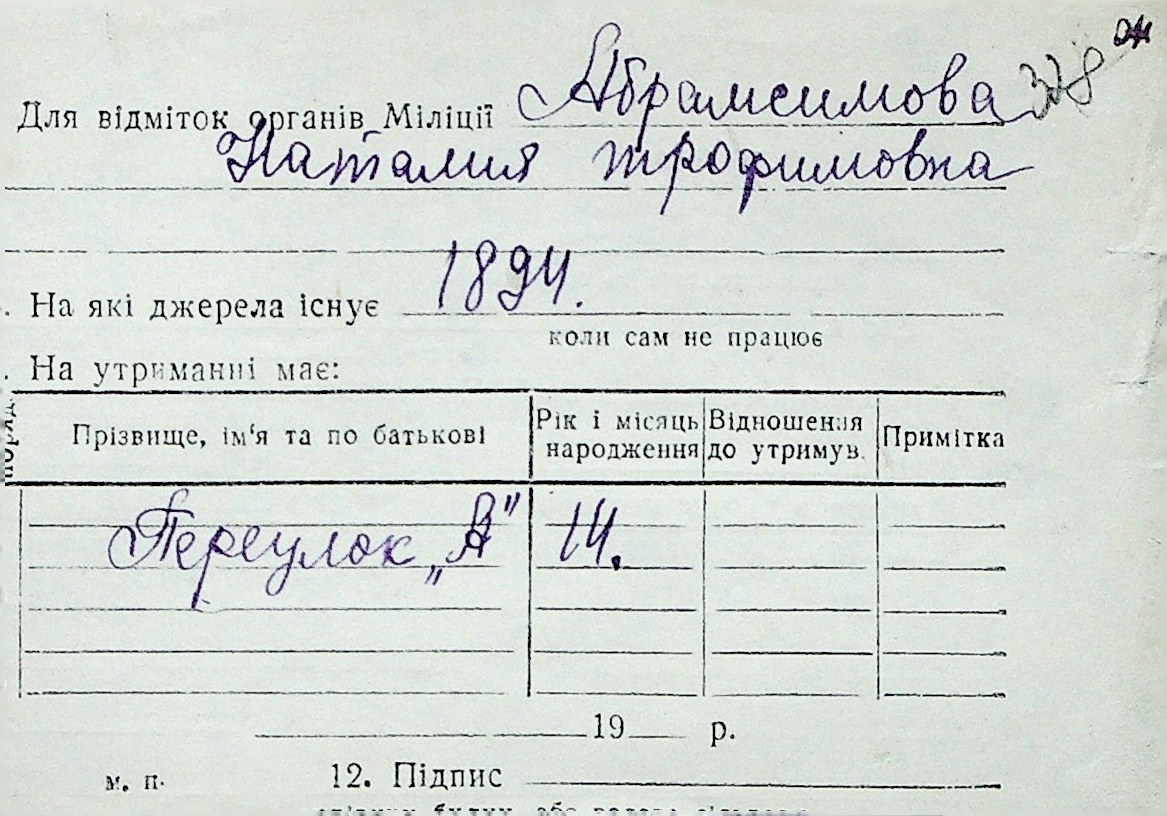 328
Для відміток органів Міліції Абрамсимова
Наталия трофимовна
1894.
. На які джерела існує
коли сам не працює
. На утриманні має:
Прізвище, ім'я та по батькові Рік і місяць народження Відношення до утримув. Примітка
Переулок „А" 14.
19 р.
м. п. 12. Підпис